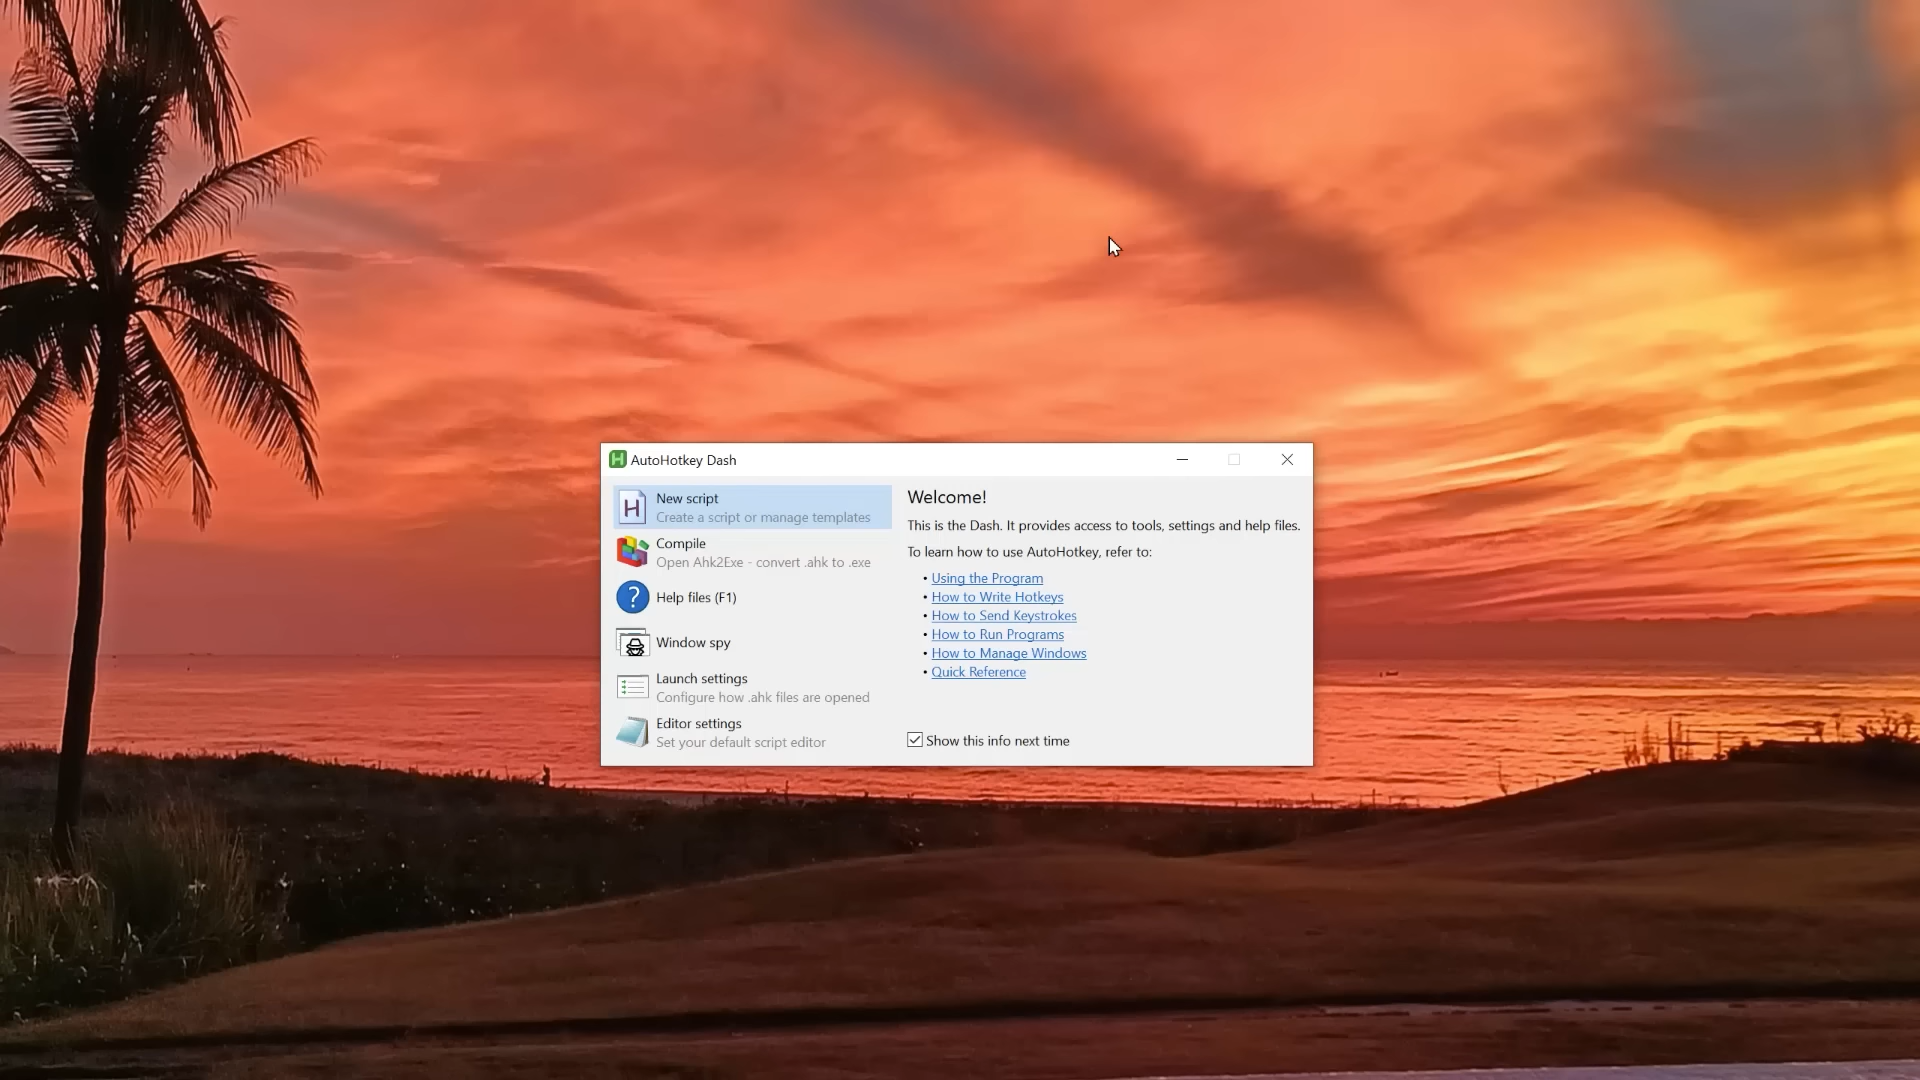 AutoHotkey Dash
New script
Create a script or manage templates
Compile
Open Ahk2Exe - convert .ahk to .exe
Help files (F1)
Window spy
Launch settings
Configure how .ahk files are opened
Editor settings
Set your default script editor
Welcome!
This is the Dash. It provides access to tools, settings and help files.
To learn how to use AutoHotkey, refer to:
• Using the Program
• How to Write Hotkeys
• How to Send Keystrokes
• How to Run Programs
• How to Manage Windows
• Quick Reference
Show this info next time